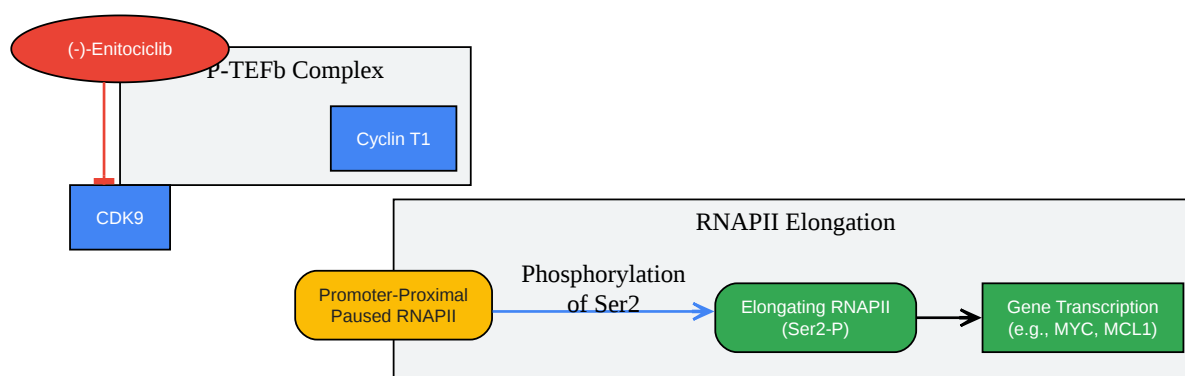 (-)-Enitociclib
P-TEFb Complex
Cyclin T1
CDK9
RNAPII Elongation
Promoter-Proximal
Paused RNAPII
Phosphorylation
of Ser2
Elongating RNAPII
(Ser2-P)
Gene Transcription
(e.g., MYC, MCL1)